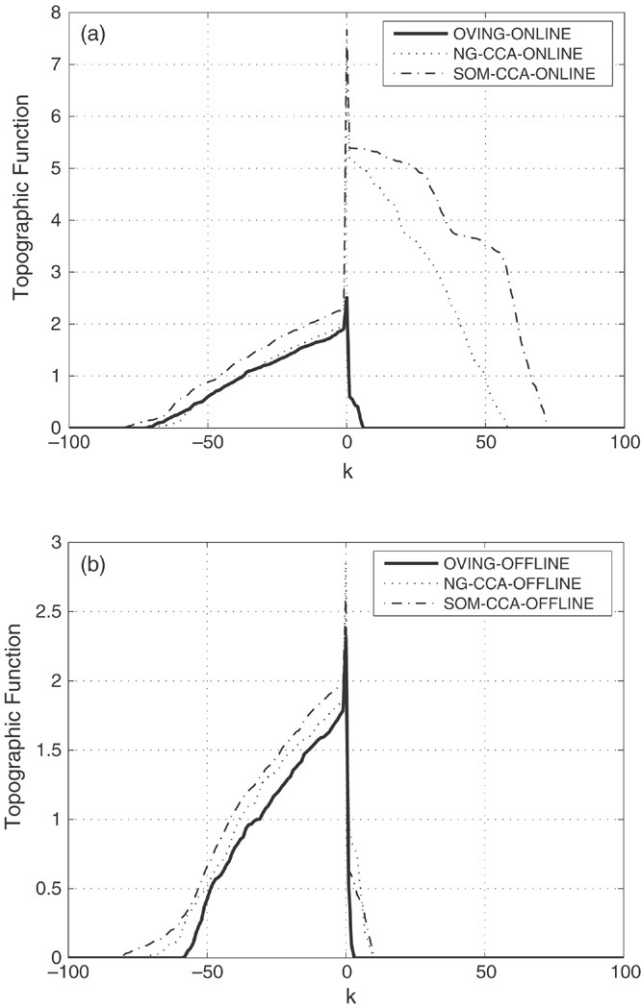 (a)
OVING-ONLINE
NG-CCA-ONLINE
SOM-CCA-ONLINE
8
7
6
5
4
3
2
1
0
Topographic Function
−100
−50
0
50
100
k
(b)
OVING-OFFLINE
NG-CCA-OFFLINE
SOM-CCA-OFFLINE
3
2.5
2
1.5
1
0.5
0
Topographic Function
−100
−50
0
50
100
k